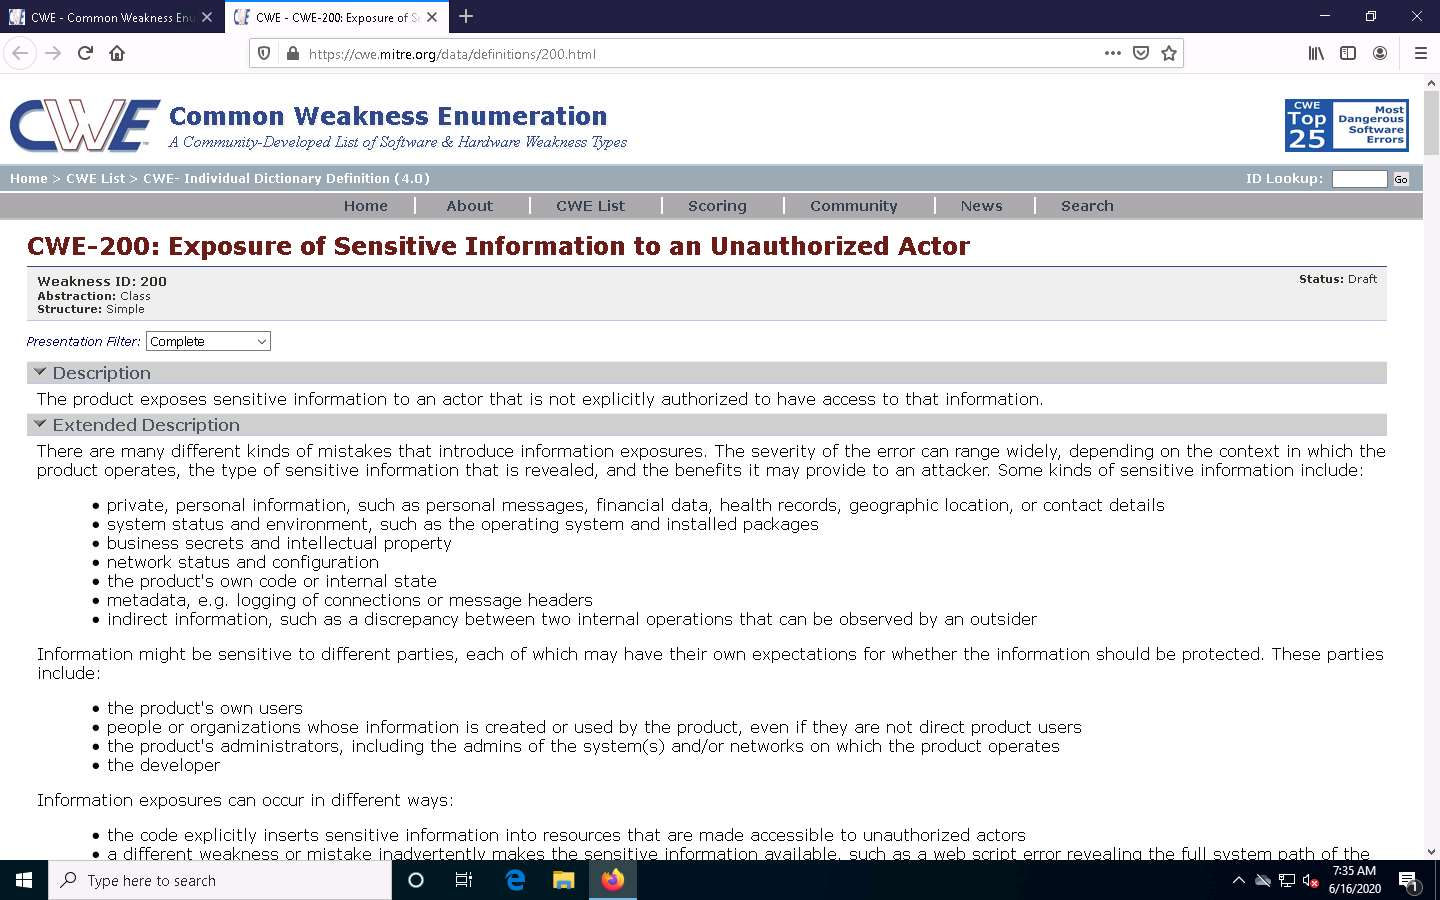 CWE - Common Weakness Enu
CWE - CWE-200: Exposure of S
https://cwe.mitre.org/data/definitions/200.html
CWE
Common Weakness Enumeration
A Community-Developed List of Software & Hardware Weakness Types
CWE
Top
25
Most
Dangerous
Software
Errors
Home > CWE List > CWE- Individual Dictionary Definition (4.0)
ID Lookup:
Go
Home
About
CWE List
Scoring
Community
News
Search
CWE-200: Exposure of Sensitive Information to an Unauthorized Actor
Weakness ID: 200
Abstraction: Class
Structure: Simple
Status: Draft
Presentation Filter: Complete
Description
The product exposes sensitive information to an actor that is not explicitly authorized to have access to that information.
Extended Description
There are many different kinds of mistakes that introduce information exposures. The severity of the error can range widely, depending on the context in which the
product operates, the type of sensitive information that is revealed, and the benefits it may provide to an attacker. Some kinds of sensitive information include:
• private, personal information, such as personal messages, financial data, health records, geographic location, or contact details
• system status and environment, such as the operating system and installed packages
• business secrets and intellectual property
• network status and configuration
• the product's own code or internal state
• metadata, e.g. logging of connections or message headers
• indirect information, such as a discrepancy between two internal operations that can be observed by an outsider
Information might be sensitive to different parties, each of which may have their own expectations for whether the information should be protected. These parties
include:
• the product's own users
• people or organizations whose information is created or used by the product, even if they are not direct product users
• the product's administrators, including the admins of the system(s) and/or networks on which the product operates
• the developer
Information exposures can occur in different ways:
• the code explicitly inserts sensitive information into resources that are made accessible to unauthorized actors
• a different weakness or mistake inadvertently makes the sensitive information available, such as a web script error revealing the full system path of the
Type here to search
7:35 AM
6/16/2020
1